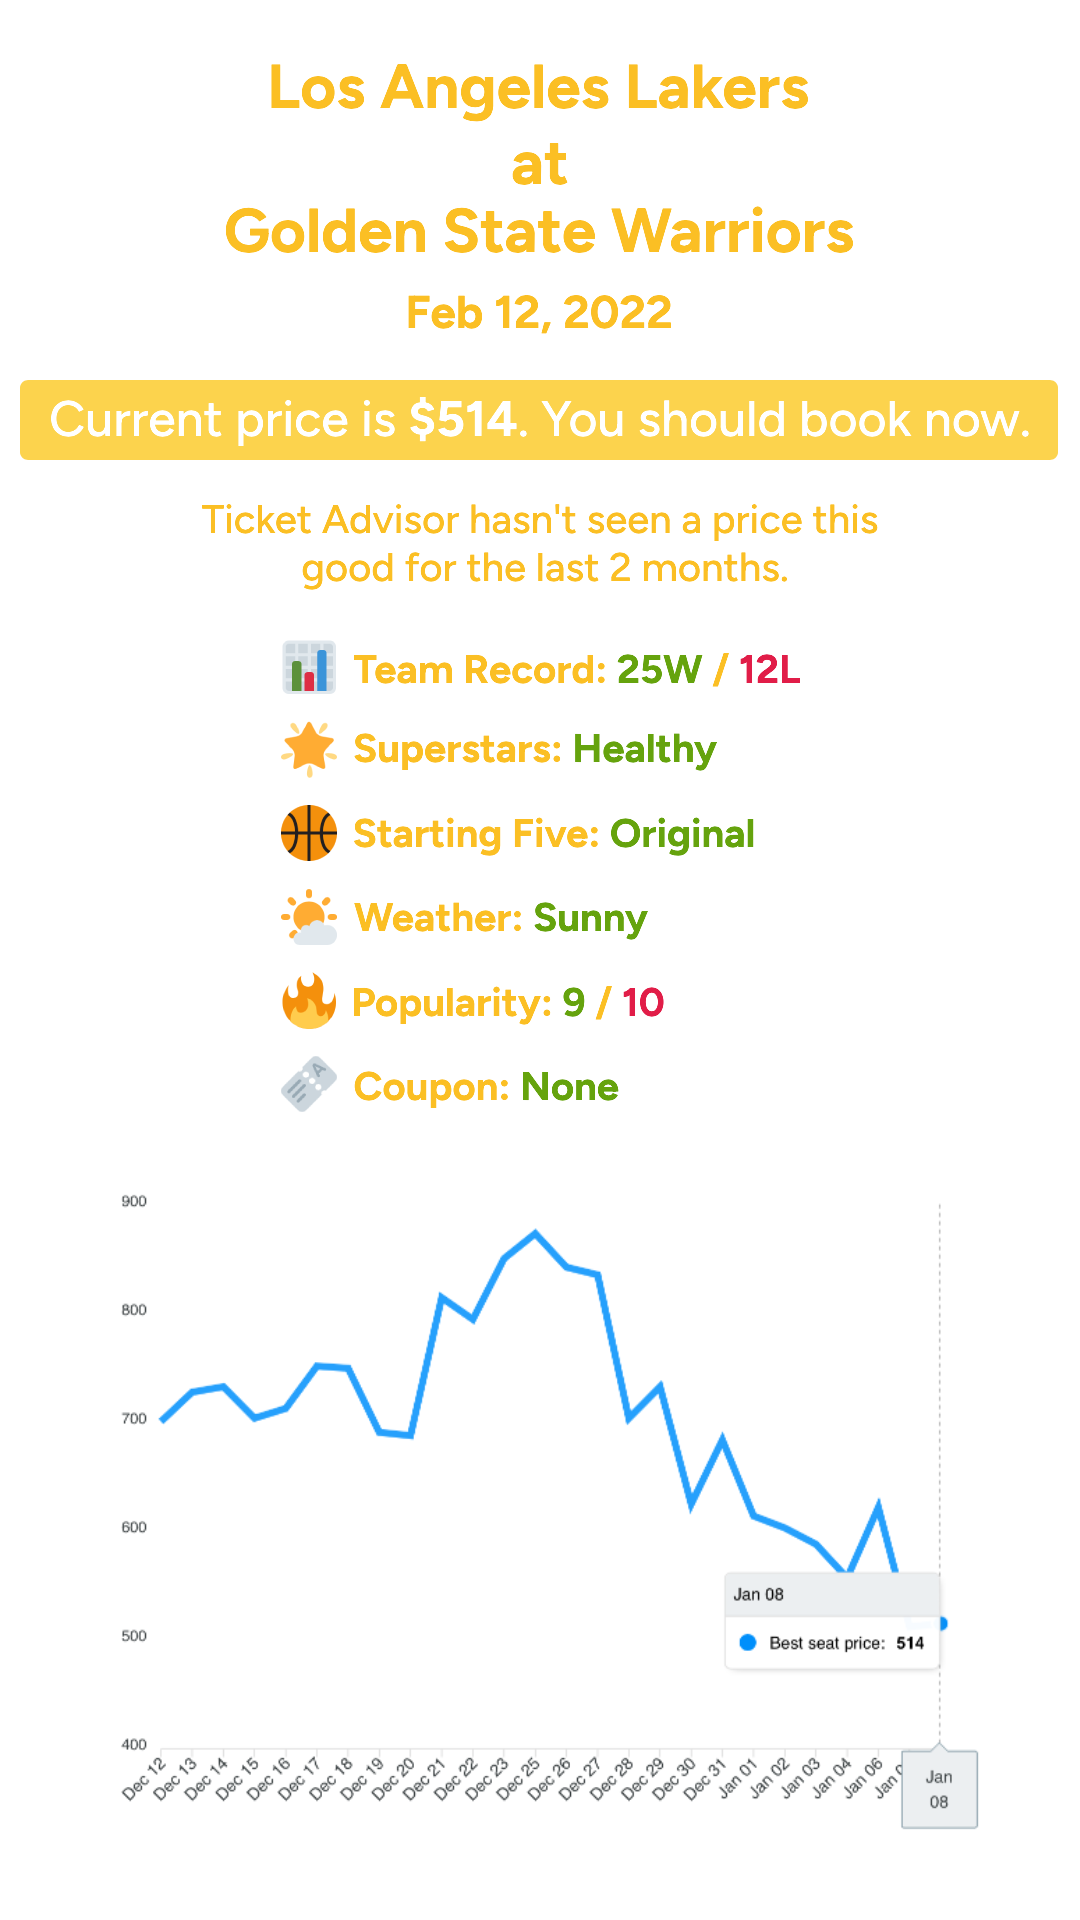 Los Angeles Lakers
at
Golden State Warriors
Feb 12, 2022
Current price is $514. You should book now.
Ticket Advisor hasn't seen a price this
good for the last 2 months.
Team Record: 25W / 12L
Superstars: Healthy
Starting Five: Original
Weather: Sunny
Popularity: 9 / 10
Coupon: None
900
800
700
600
500
400
Jan 08
Best seat price: 514
Dec 12
Dec 13
Dec 14
Dec 15
Dec 16
Dec 17
Dec 18
Dec 19
Dec 20
Dec 21
Dec 22
Dec 23
Dec 25
Dec 26
Dec 27
Dec 28
Dec 29
Dec 30
Dec 31
Jan 01
Jan 02
Jan 03
Jan 04
Jan 06
Jan
Jan
08